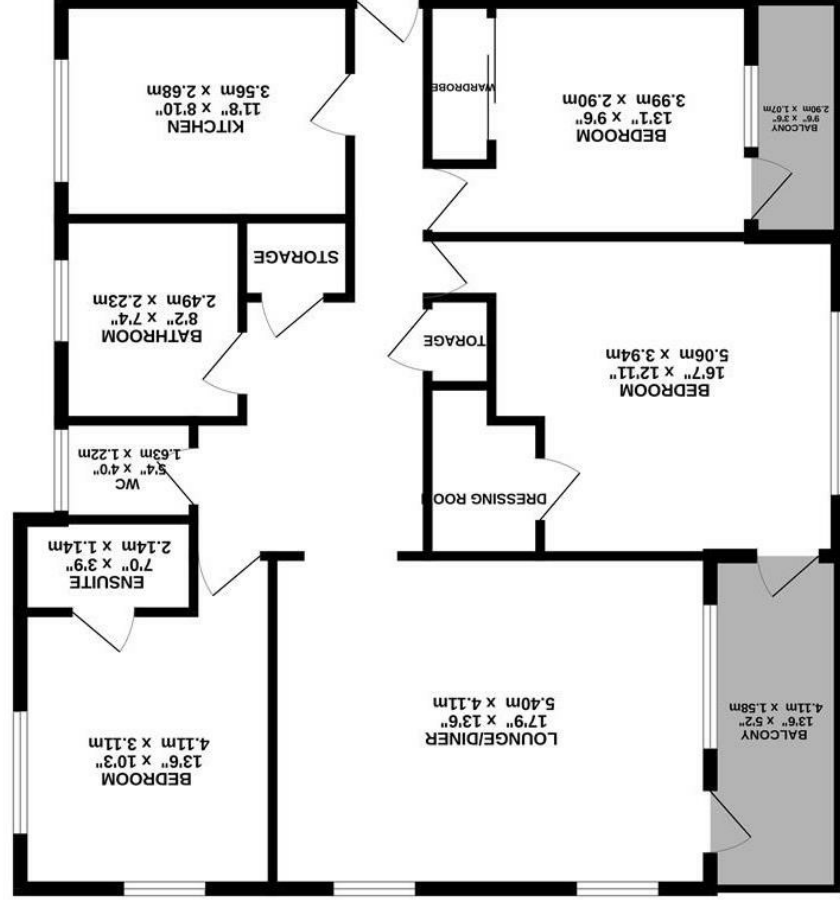 BALCONY
13'6" x 5'2"
4.11m x 1.58m
LOUNGE/DINER
17'9" x 13'6"
5.40m x 4.11m
BEDROOM
13'6" x 10'3"
4.11m x 3.11m
ENSUITE
7'0" x 3'9"
2.14m x 1.14m
DRESSING ROOM
WC
5'4" x 4'0"
1.63m x 1.22m
BEDROOM
16'7" x 12'11"
5.06m x 3.94m
TORAGE
BATHROOM
8'2" x 7'4"
2.49m x 2.23m
STORAGE
BALCONY
9'6" x 3'6"
2.90m x 1.07m
BEDROOM
13'1" x 9'6"
3.99m x 2.90m
WARDROBE
KITCHEN
11'8" x 8'10"
3.56m x 2.68m